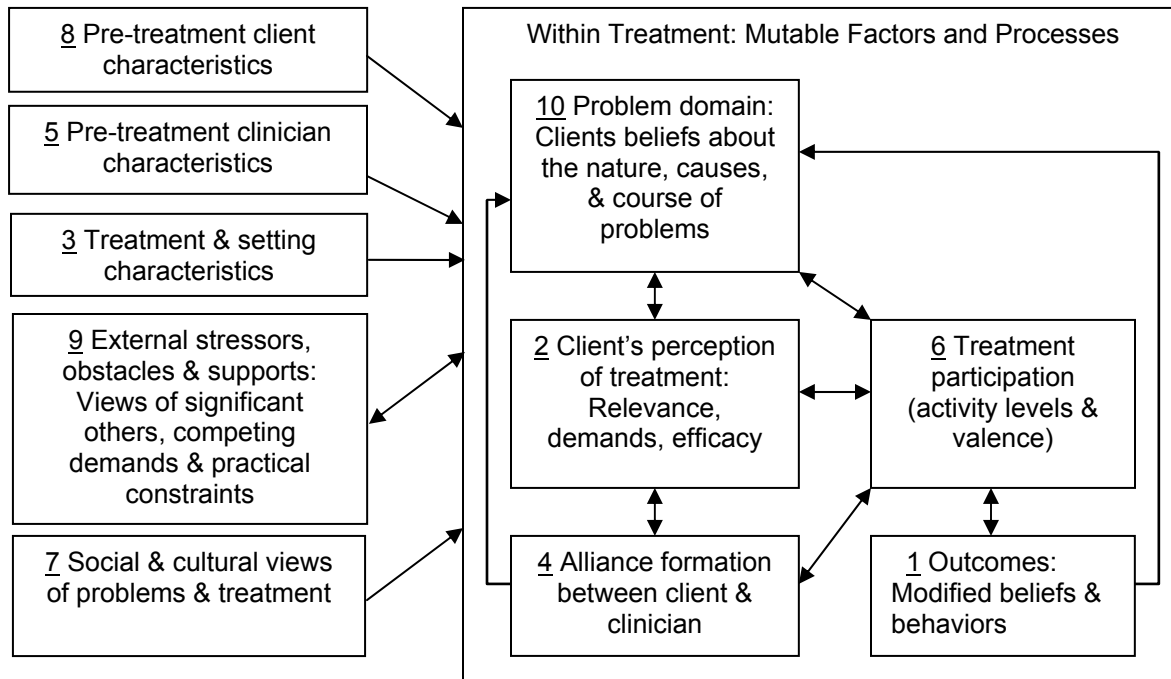 8 Pre-treatment client
characteristics
5 Pre-treatment clinician
characteristics
3 Treatment & setting
characteristics
9 External stressors,
obstacles & supports:
Views of significant
others, competing
demands & practical
constraints
7 Social & cultural views
of problems & treatment
Within Treatment: Mutable Factors and Processes
10 Problem domain:
Clients beliefs about
the nature, causes,
& course of
problems
2 Client’s perception
of treatment:
Relevance,
demands, efficacy
6 Treatment
participation
(activity levels &
valence)
4 Alliance formation
between client &
clinician
1 Outcomes:
Modified beliefs &
behaviors